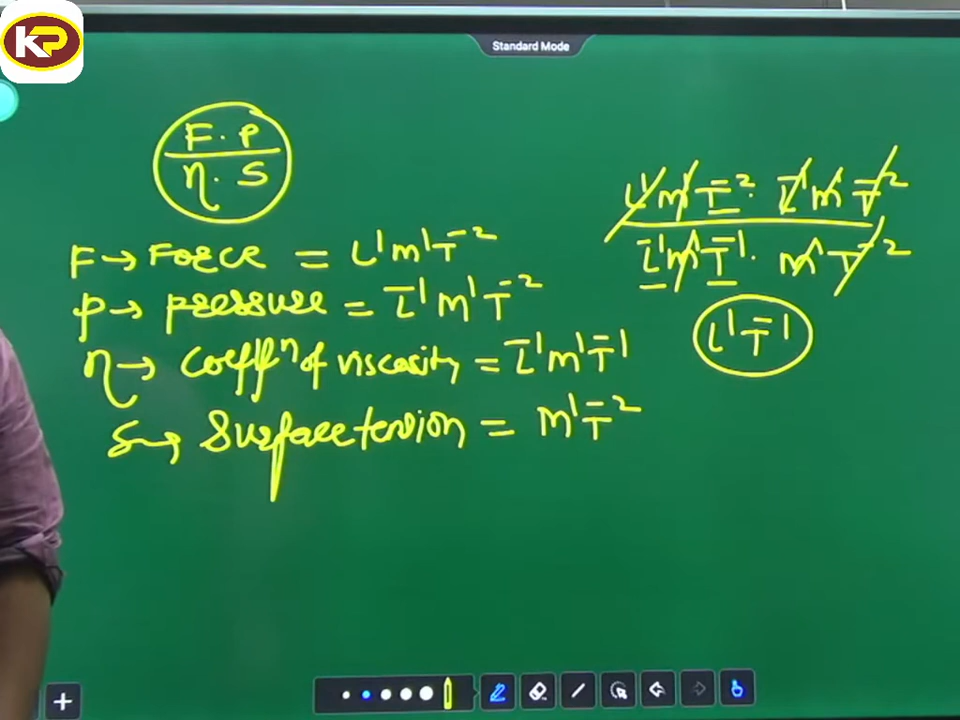 KP
Standard Mode
F · P / η · S
F → Force = L¹M¹T⁻²
P → pressure = L⁻¹M¹T⁻²
η → coeffⁿ of viscosity = L⁻¹M¹T⁻¹
S → Surface tension = M¹T⁻²
L¹M¹T⁻² · L⁻¹M¹T⁻² / L⁻¹M¹T⁻¹ · M¹T⁻²
L¹T⁻¹